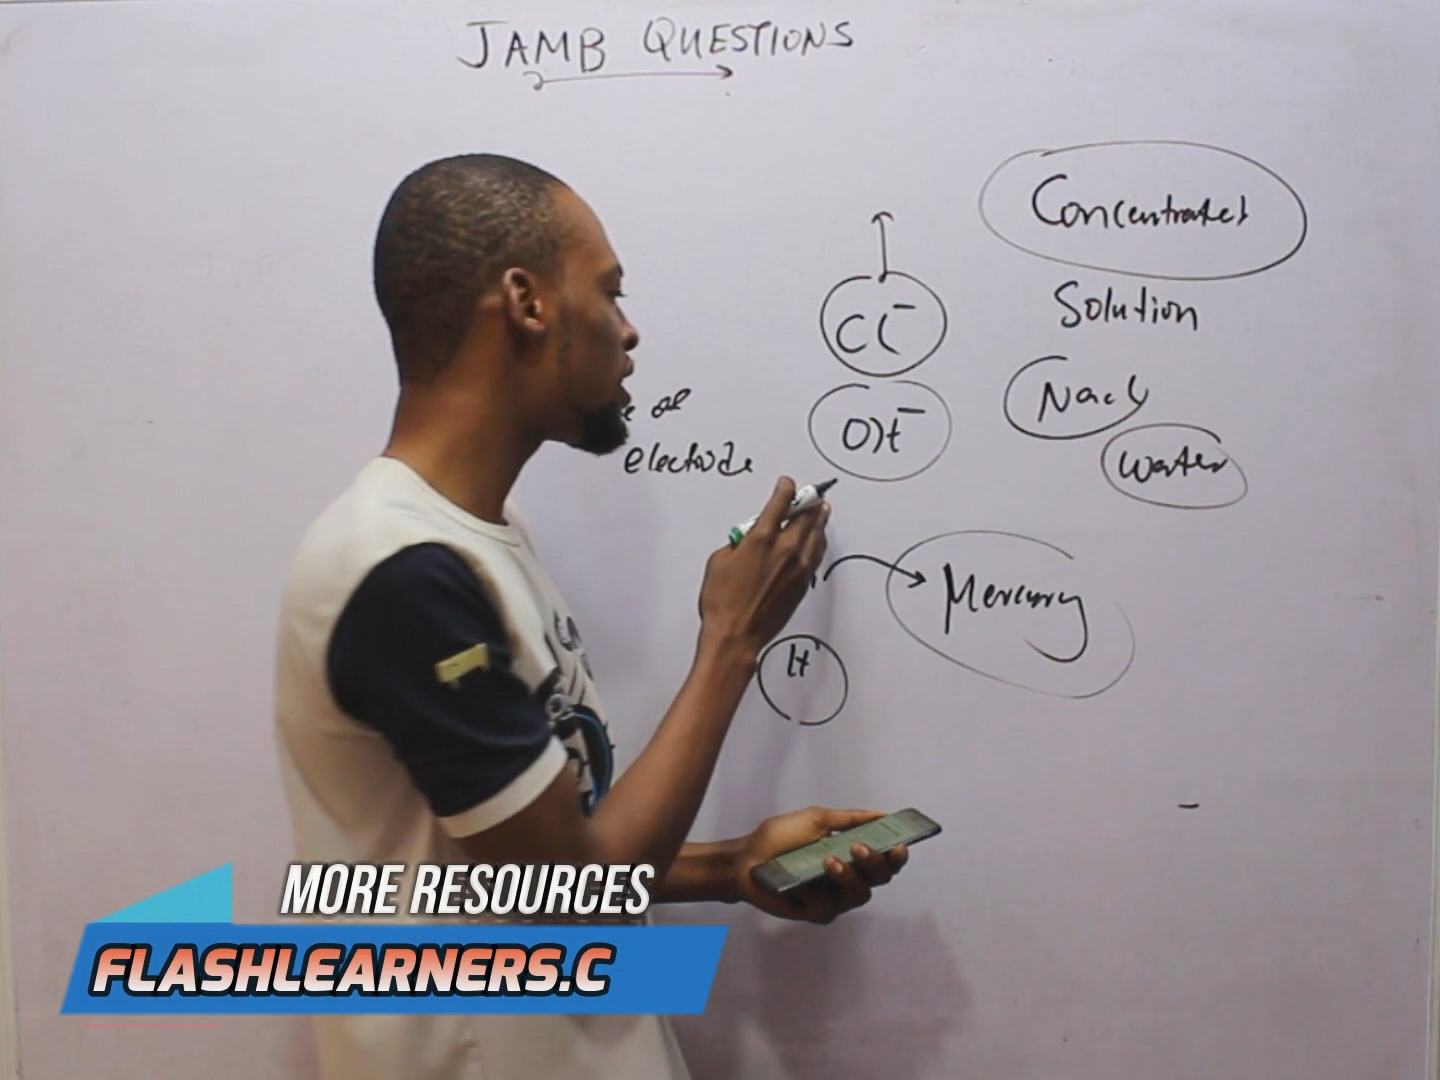 JAMB QUESTIONS
Concentrated
Solution
Cl⁻
OH⁻
NaCl
Water
electrode
Mercury
H⁺
MORE RESOURCES
FLASHLEARNERS.C